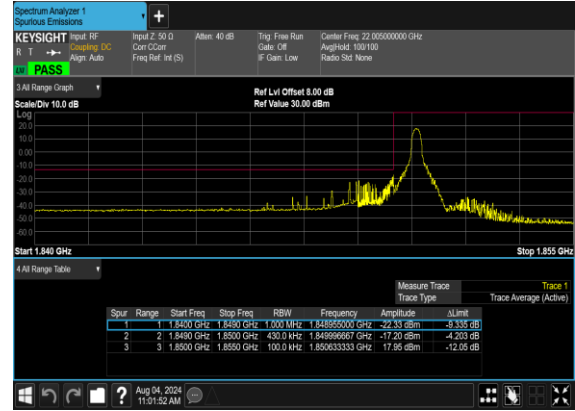 Spectrum Analyzer 1
Spurious Emissions
+
KEYSIGHT Input: RF Input Z: 50 Ω Atten: 40 dB Trig: Free Run Center Freq: 22.005000000 GHz
R T Coupling: DC Corr CCorr Gate: Off Avg|Hold: 100/100
Align: Auto Freq Ref: Int (S) IF Gain: Low Radio Std: None
PASS
3 All Range Graph Ref Lvl Offset 8.00 dB
Scale/Div 10.0 dB Ref Value 30.00 dBm
Log
20.0
10.0
0.00
-10.0
-20.0
-30.0
-40.0
-50.0
-60.0
Start 1.840 GHz Stop 1.855 GHz
4 All Range Table
Measure Trace Trace 1
Trace Type Trace Average (Active)
Spur Range Start Freq Stop Freq RBW Frequency Amplitude ΔLimit
1 1 1.8400 GHz 1.8490 GHz 1.000 MHz 1.848955000 GHz -22.33 dBm -9.335 dB
2 2 1.8490 GHz 1.8500 GHz 430.0 kHz 1.849996667 GHz -17.20 dBm -4.203 dB
3 3 1.8500 GHz 1.8550 GHz 100.0 kHz 1.850633333 GHz 17.95 dBm -12.05 dB
? Aug 04, 2024
11:01:52 AM